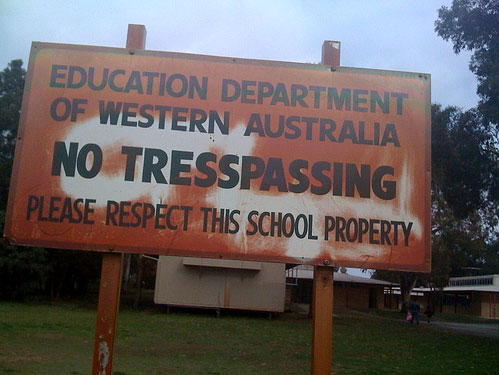 EDUCATION DEPARTMENT
OF WESTERN AUSTRALIA
NO TRESSPASSING
PLEASE RESPECT THIS SCHOOL PROPERTY